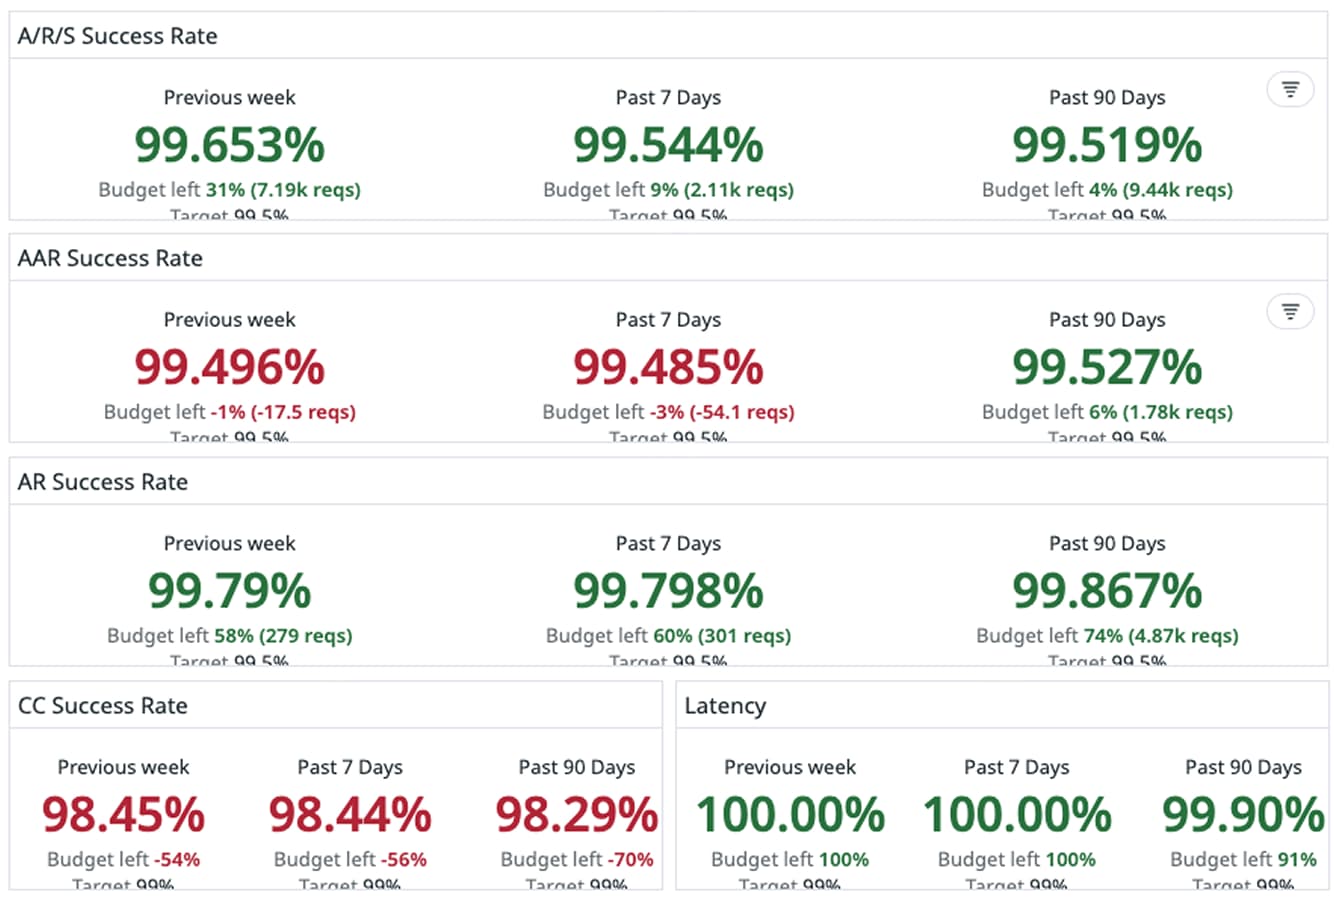 A/R/S Success Rate
Previous week Past 7 Days Past 90 Days
99.653% 99.544% 99.519%
Budget left 31% (7.19k reqs) Budget left 9% (2.11k reqs) Budget left 4% (9.44k reqs)
Target 99.5% Target 99.5% Target 99.5%
AAR Success Rate
Previous week Past 7 Days Past 90 Days
99.496% 99.485% 99.527%
Budget left -1% (-17.5 reqs) Budget left -3% (-54.1 reqs) Budget left 6% (1.78k reqs)
Target 99.5% Target 99.5% Target 99.5%
AR Success Rate
Previous week Past 7 Days Past 90 Days
99.79% 99.798% 99.867%
Budget left 58% (279 reqs) Budget left 60% (301 reqs) Budget left 74% (4.87k reqs)
Target 99.5% Target 99.5% Target 99.5%
CC Success Rate
Previous week Past 7 Days Past 90 Days
98.45% 98.44% 98.29%
Budget left -54% Budget left -56% Budget left -70%
Target 99% Target 99% Target 99%
Latency
Previous week Past 7 Days Past 90 Days
100.00% 100.00% 99.90%
Budget left 100% Budget left 100% Budget left 91%
Target 99% Target 99% Target 99%